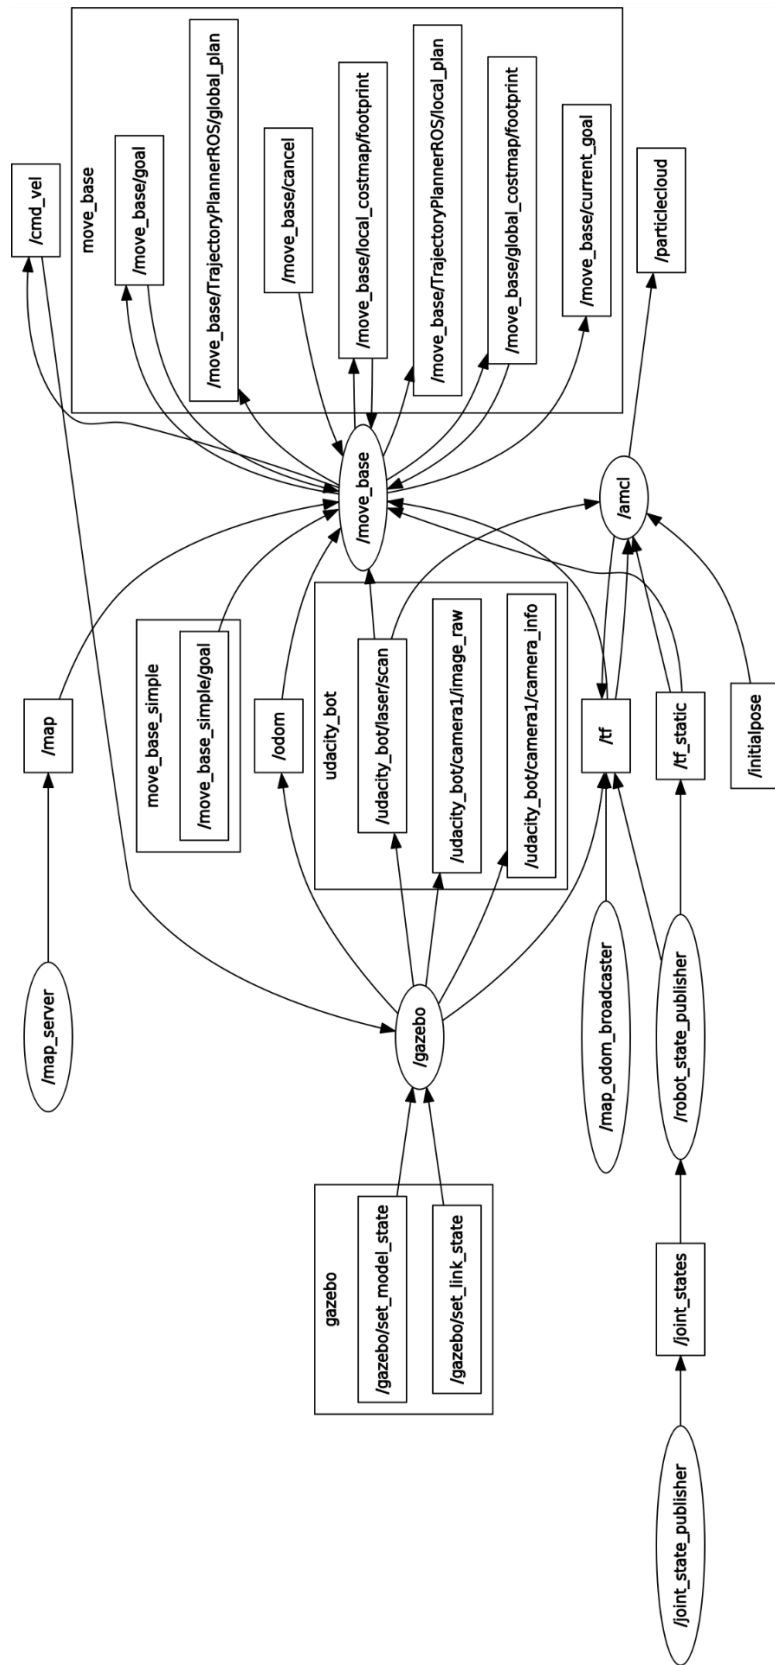 /joint_state_publisher
/joint_states
gazebo
/gazebo/set_model_state
/gazebo/set_link_state
/map_server
/gazebo
/map_odom_broadcaster
/robot_state_publisher
/map
move_base_simple
/move_base_simple/goal
/odom
udacity_bot
/udacity_bot/laser/scan
/udacity_bot/camera1/image_raw
/udacity_bot/camera1/camera_info
/tf
/tf_static
/initialpose
/move_base
/amcl
/cmd_vel
move_base
/move_base/goal
/move_base/TrajectoryPlannerROS/global_plan
/move_base/cancel
/move_base/local_costmap/footprint
/move_base/TrajectoryPlannerROS/local_plan
/move_base/global_costmap/footprint
/move_base/current_goal
/particlecloud